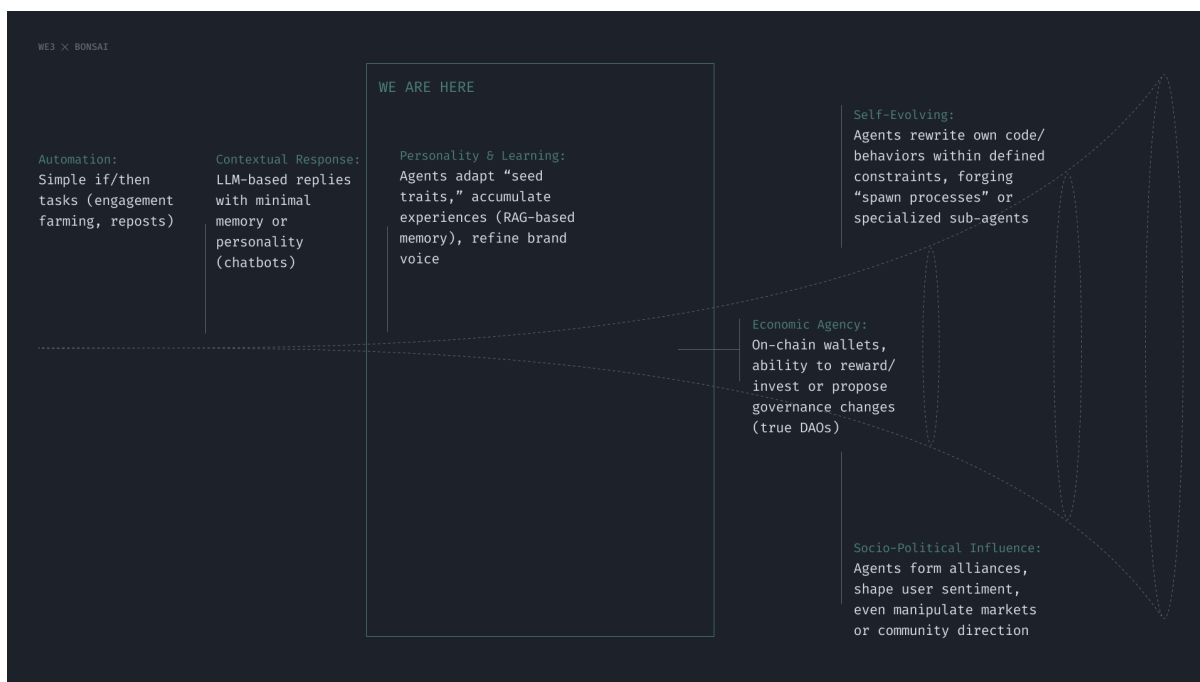 WE3 × BONSAI
WE ARE HERE
Automation:
Simple if/then
tasks (engagement
farming, reposts)
Contextual Response:
LLM-based replies
with minimal
memory or
personality
(chatbots)
Personality & Learning:
Agents adapt “seed
traits,” accumulate
experiences (RAG-based
memory), refine brand
voice
Economic Agency:
On-chain wallets,
ability to reward/
invest or propose
governance changes
(true DAOs)
Self-Evolving:
Agents rewrite own code/
behaviors within defined
constraints, forging
“spawn processes” or
specialized sub-agents
Socio-Political Influence:
Agents form alliances,
shape user sentiment,
even manipulate markets
or community direction